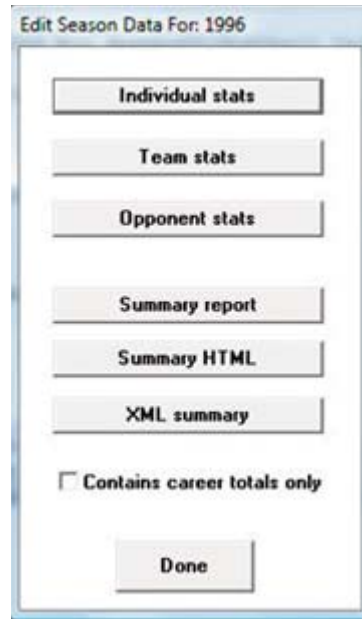 Edit Season Data For: 1996
Individual stats
Team stats
Opponent stats
Summary report
Summary HTML
XML summary
Contains career totals only
Done